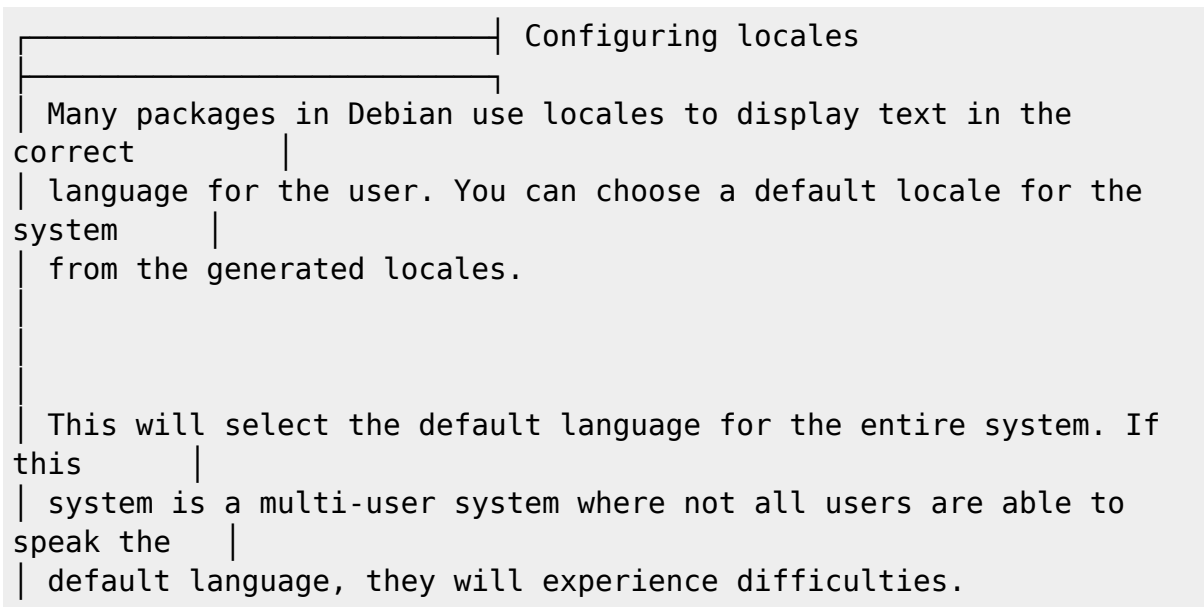 ┌──────────────────────────┤ Configuring locales
├──────────────────────────┐
│ Many packages in Debian use locales to display text in the
correct        │
│ language for the user. You can choose a default locale for the
system     │
│ from the generated locales.
│
│
│
│ This will select the default language for the entire system. If
this       │
│ system is a multi-user system where not all users are able to
speak the   │
│ default language, they will experience difficulties.